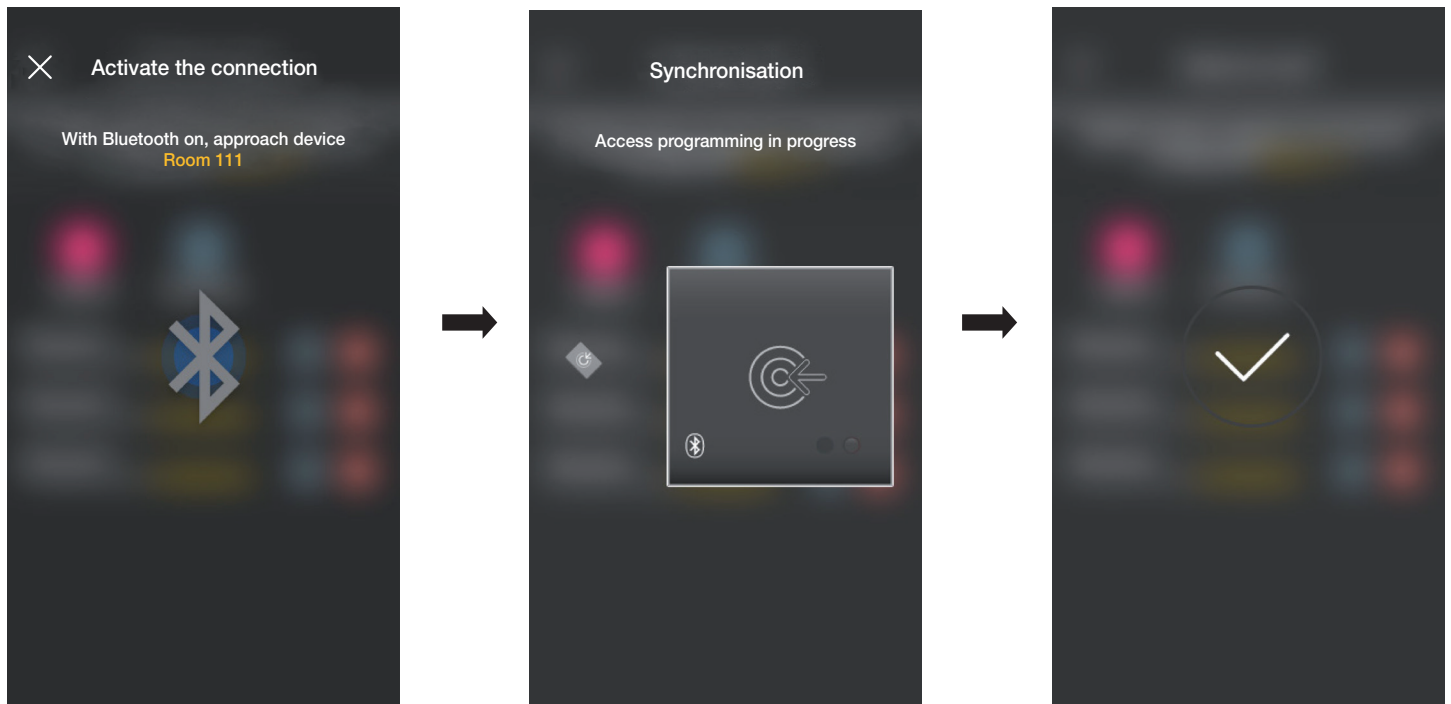 Activate the connection
With Bluetooth on, approach device
Room 111
Synchronisation
Access programming in progress